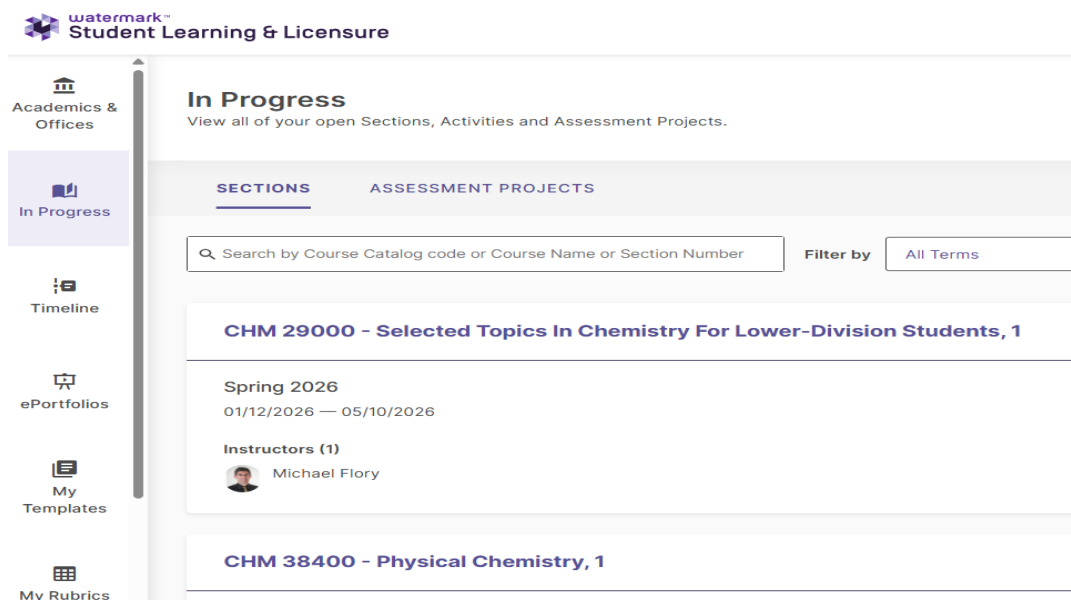 watermark™
Student Learning & Licensure
Academics &
Offices
In Progress
Timeline
ePortfolios
My
Templates
My Rubrics
In Progress
View all of your open Sections, Activities and Assessment Projects.
SECTIONS
ASSESSMENT PROJECTS
Search by Course Catalog code or Course Name or Section Number
Filter by
All Terms
CHM 29000 - Selected Topics In Chemistry For Lower-Division Students, 1
Spring 2026
01/12/2026 — 05/10/2026
Instructors (1)
Michael Flory
CHM 38400 - Physical Chemistry, 1